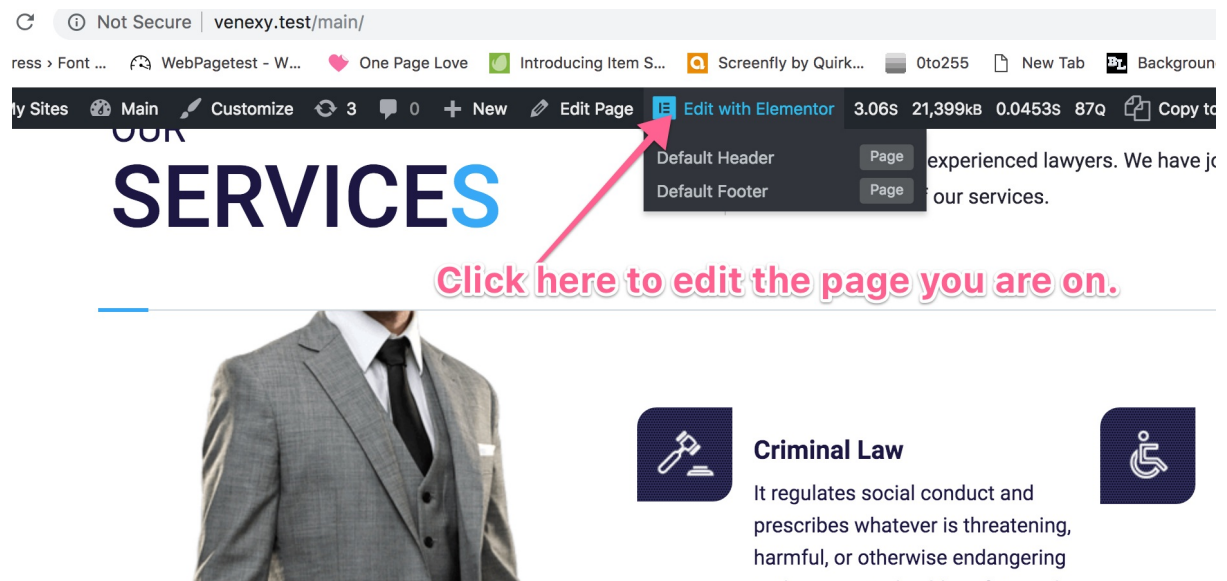 Not Secure venexy.test/main/
ress › Font ... WebPagetest - W... One Page Love Introducing Item S... Screenfly by Quirk... 0to255 New Tab BL Backgroun
My Sites Main Customize 3 0 New Edit Page Edit with Elementor 3.06s 21,399KB 0.0453s 87Q Copy to
OUR
SERVICES
Default Header Page
Default Footer Page
experienced lawyers. We have jo
our services.
Click here to edit the page you are on.
Criminal Law
It regulates social conduct and
prescribes whatever is threatening,
harmful, or otherwise endangering